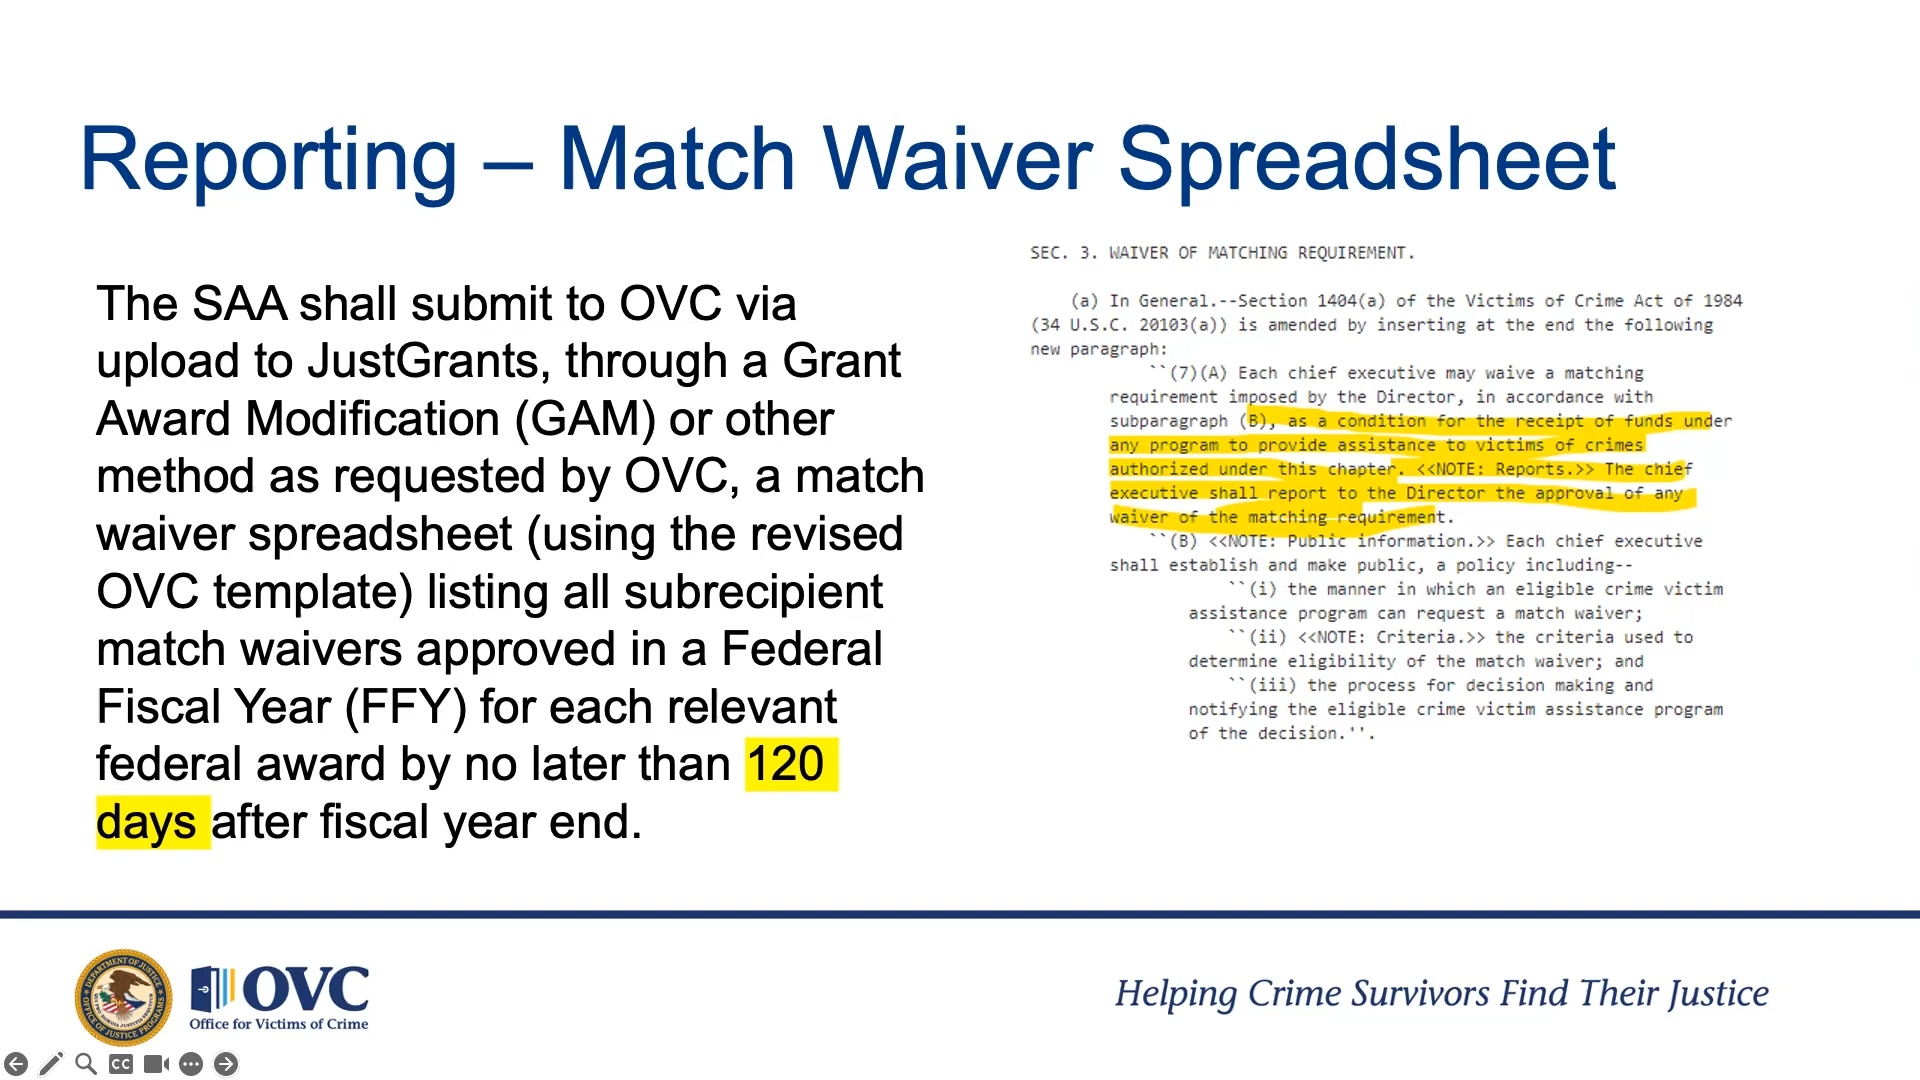 Reporting – Match Waiver Spreadsheet
The SAA shall submit to OVC via
upload to JustGrants, through a Grant
Award Modification (GAM) or other
method as requested by OVC, a match
waiver spreadsheet (using the revised
OVC template) listing all subrecipient
match waivers approved in a Federal
Fiscal Year (FFY) for each relevant
federal award by no later than 120
days after fiscal year end.
SEC. 3. WAIVER OF MATCHING REQUIREMENT.
(a) In General.--Section 1404(a) of the Victims of Crime Act of 1984
(34 U.S.C. 20103(a)) is amended by inserting at the end the following
new paragraph:
``(7)(A) Each chief executive may waive a matching
requirement imposed by the Director, in accordance with
subparagraph (B), as a condition for the receipt of funds under
any program to provide assistance to victims of crimes
authorized under this chapter. <<NOTE: Reports.>> The chief
executive shall report to the Director the approval of any
waiver of the matching requirement.
``(B) <<NOTE: Public information.>> Each chief executive
shall establish and make public, a policy including--
``(i) the manner in which an eligible crime victim
assistance program can request a match waiver;
``(ii) <<NOTE: Criteria.>> the criteria used to
determine eligibility of the match waiver; and
``(iii) the process for decision making and
notifying the eligible crime victim assistance program
of the decision.''.
DEPARTMENT OF JUSTICE
OFFICE OF JUSTICE PROGRAMS
OVC
Office for Victims of Crime
Helping Crime Survivors Find Their Justice
CC